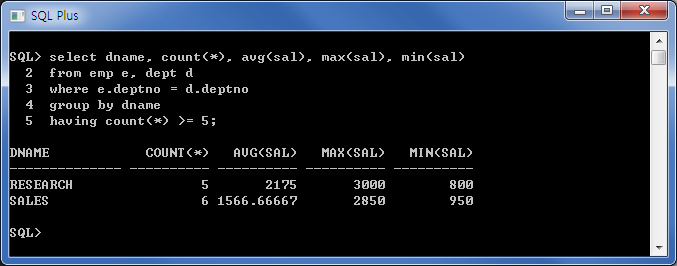 SQL Plus
SQL> select dname, count(*), avg(sal), max(sal), min(sal)
2 from emp e, dept d
3 where e.deptno = d.deptno
4 group by dname
5 having count(*) >= 5;
DNAME COUNT(*) AVG(SAL) MAX(SAL) MIN(SAL)
-------------- ---------- ---------- ---------- ----------
RESEARCH 5 2175 3000 800
SALES 6 1566.66667 2850 950
SQL>